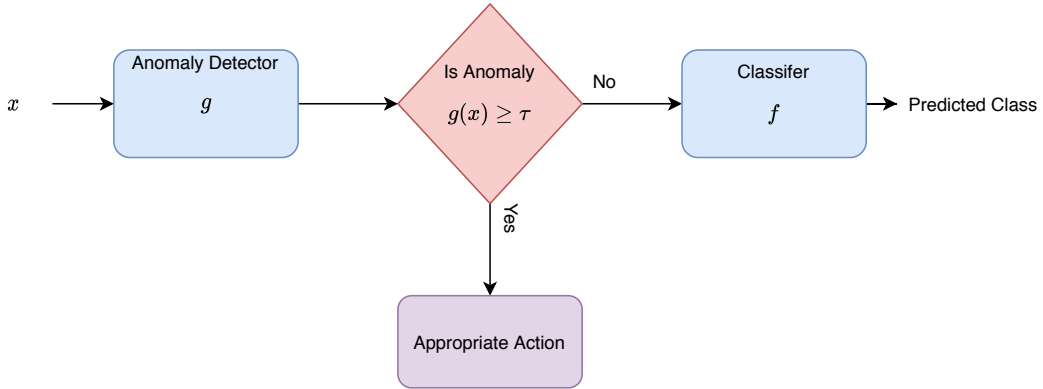 x
Anomaly Detector
g
Is Anomaly
g(x) ≥ τ
No
Classifer
f
Predicted Class
Yes
Appropriate Action